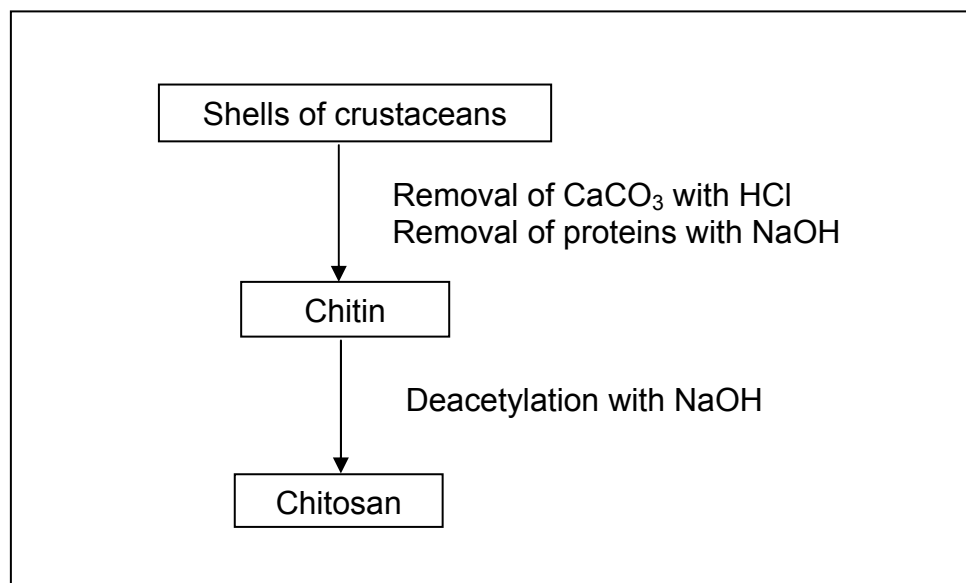 Shells of crustaceans
Removal of CaCO₃ with HCl
Removal of proteins with NaOH
Chitin
Deacetylation with NaOH
Chitosan